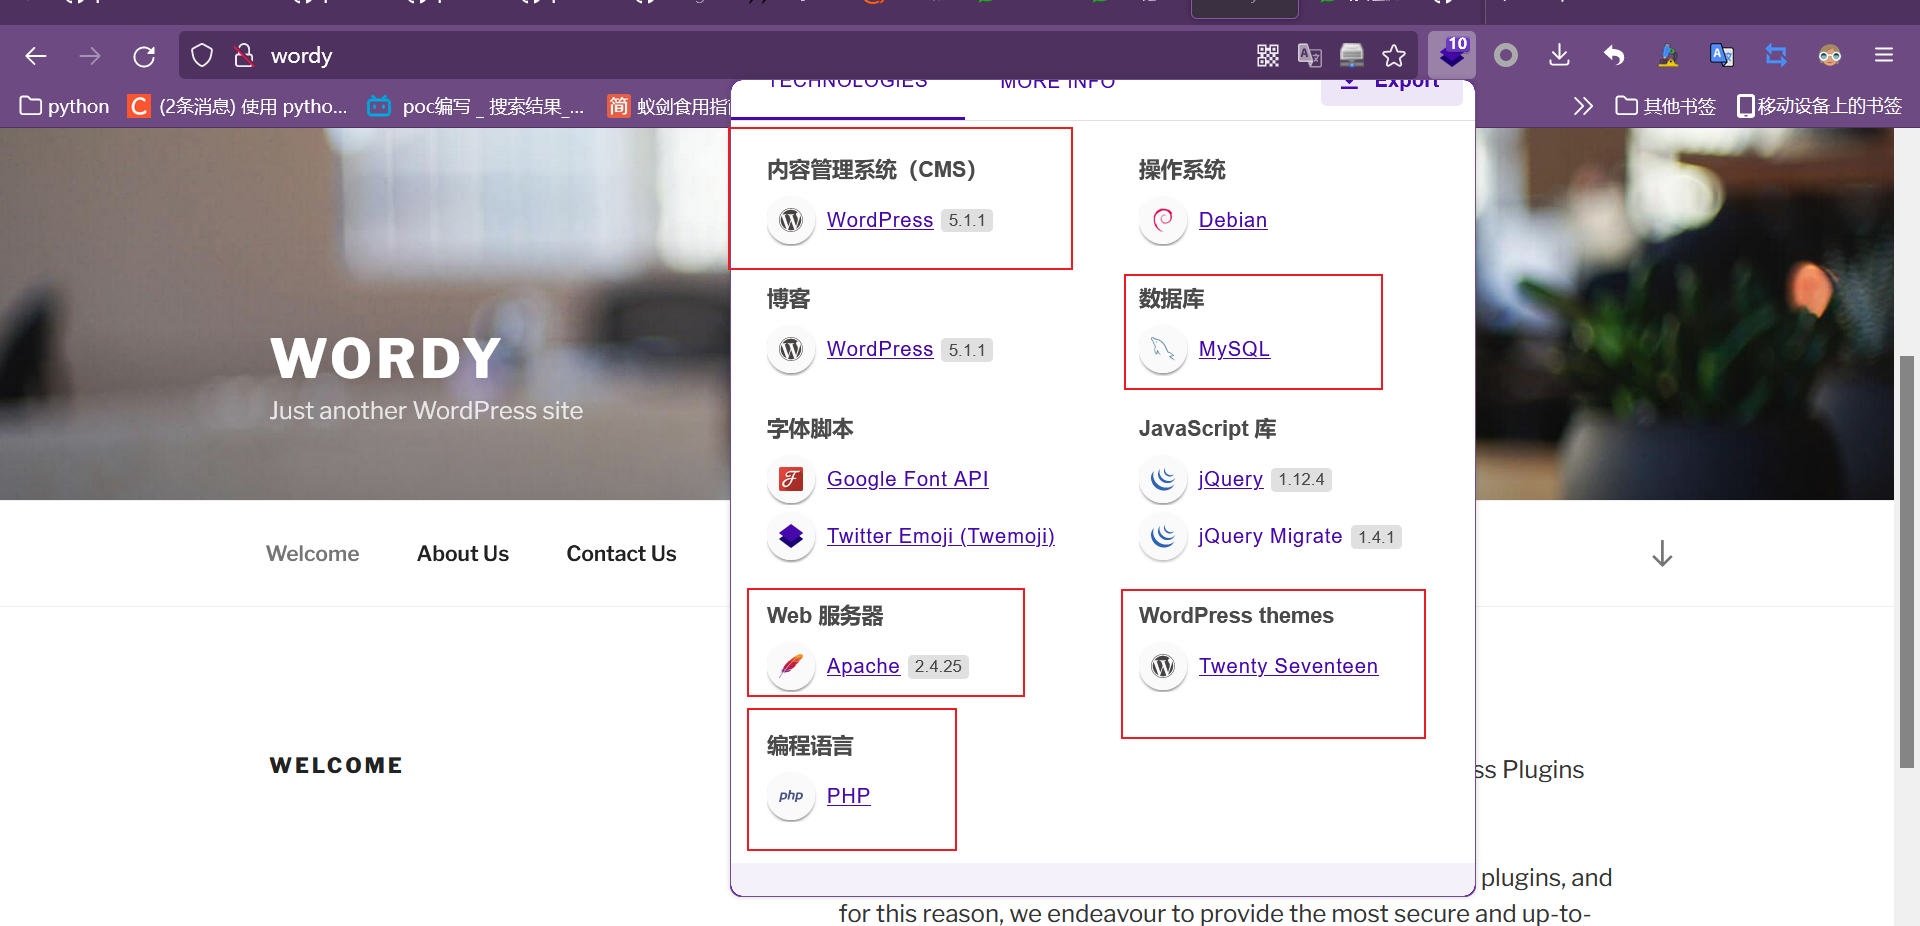 wordy
10
python
(2条消息) 使用 pytho...
poc编写 _ 搜索结果_...
简 蚁剑食用指南
其他书签
移动设备上的书签
TECHNOLOGIES
MORE INFO
Export
内容管理系统（CMS）
WordPress 5.1.1
操作系统
Debian
博客
WordPress 5.1.1
数据库
MySQL
字体脚本
Google Font API
Twitter Emoji (Twemoji)
JavaScript 库
jQuery 1.12.4
jQuery Migrate 1.4.1
Web 服务器
Apache 2.4.25
WordPress themes
Twenty Seventeen
编程语言
php PHP
WORDY
Just another WordPress site
Welcome
About Us
Contact Us
WELCOME
ss Plugins
plugins, and
for this reason, we endeavour to provide the most secure and up-to-